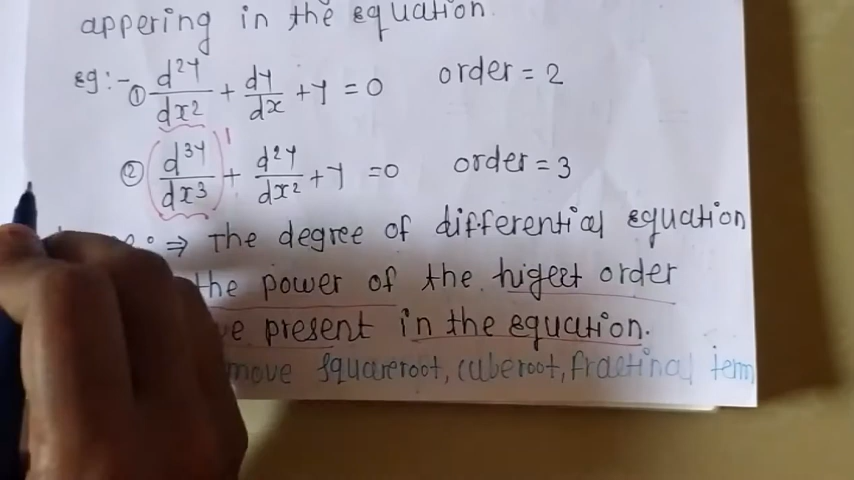 appering in the equation.
eg:- ① d²y/dx² + dy/dx + y = 0 order = 2
② (d³y/dx³)¹ + d²y/dx² + y = 0 order = 3
⇒ The degree of differential equation
the power of the higest order
present in the equation.
move squareroot, cuberoot, fractinal term